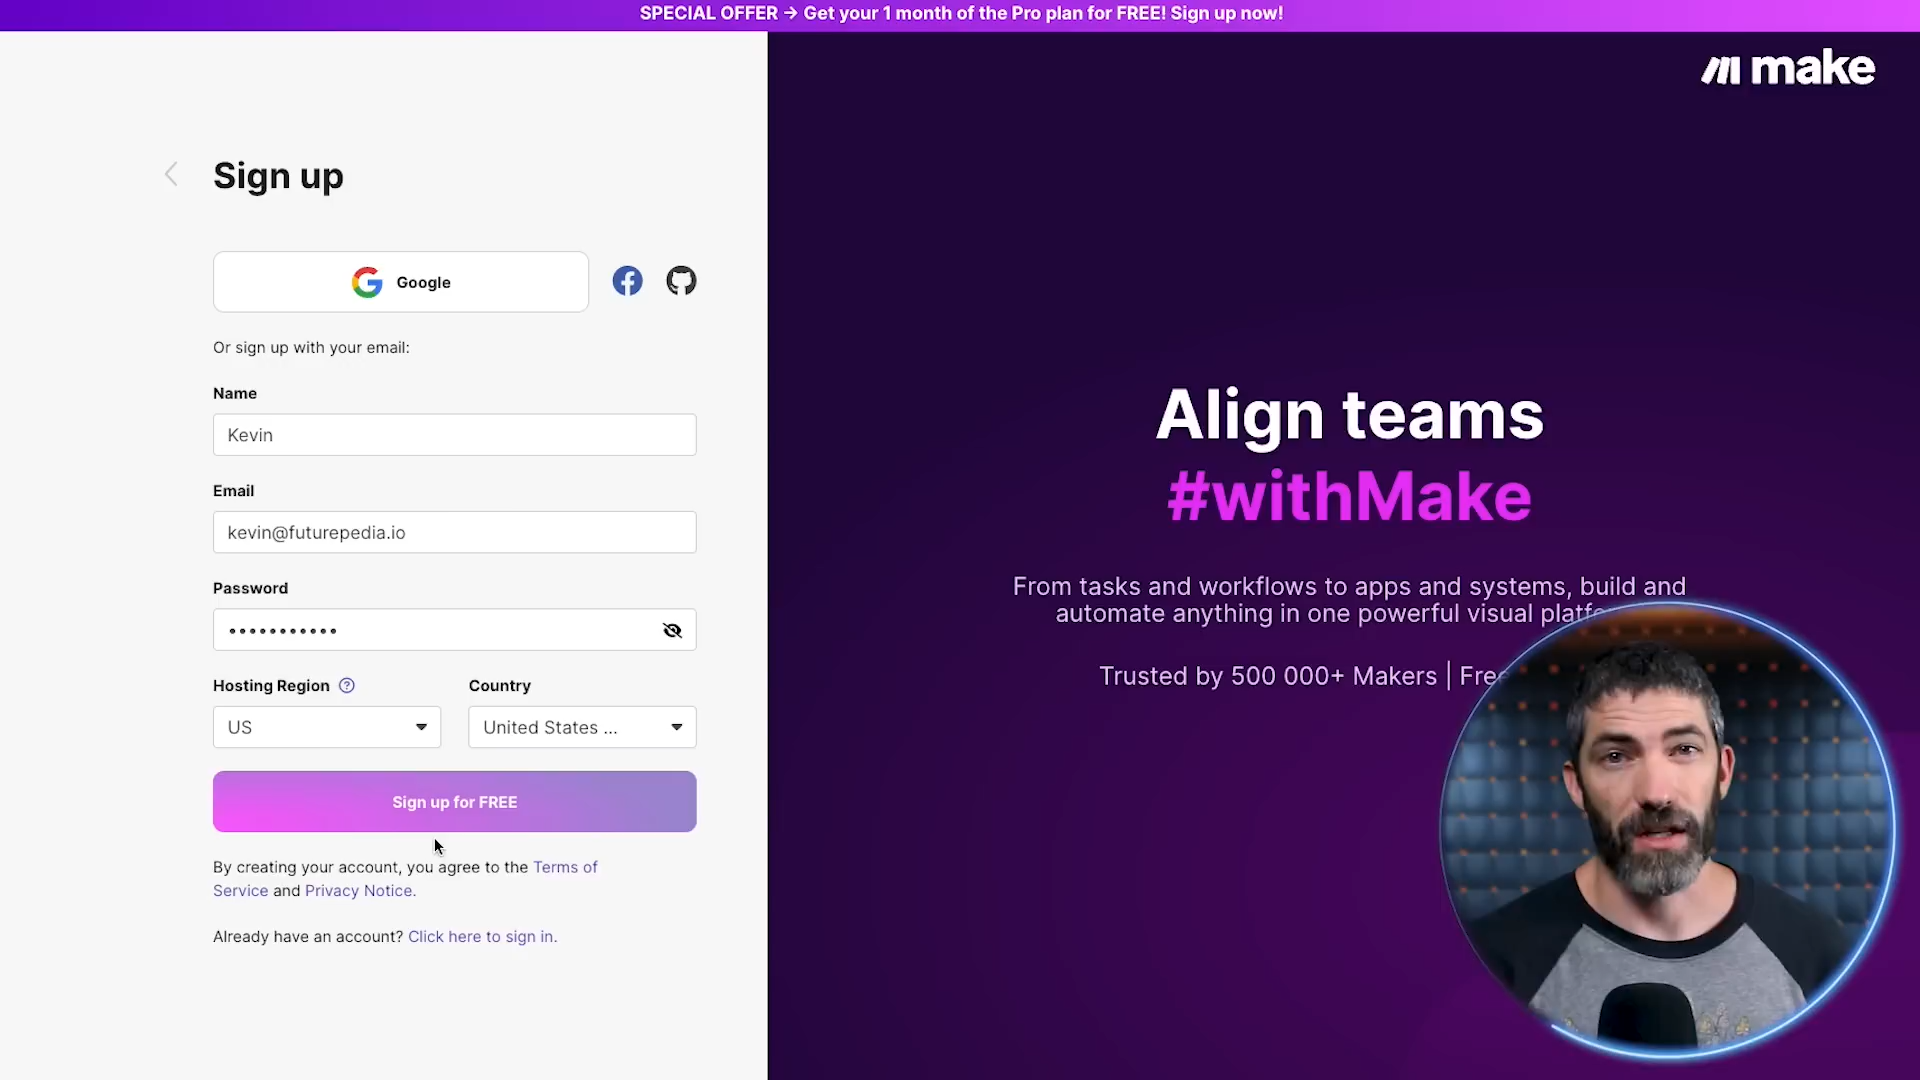 SPECIAL OFFER → Get your 1 month of the Pro plan for FREE! Sign up now!
make
Sign up
Google
Or sign up with your email:
Name
Kevin
Email
kevin@futurepedia.io
Password
•••••••••••
Hosting Region ?
Country
US
United States ...
Sign up for FREE
By creating your account, you agree to the Terms of
Service and Privacy Notice.
Already have an account? Click here to sign in.
Align teams
#withMake
From tasks and workflows to apps and systems, build and
automate anything in one powerful visual
Trusted by 500 000+ Makers |